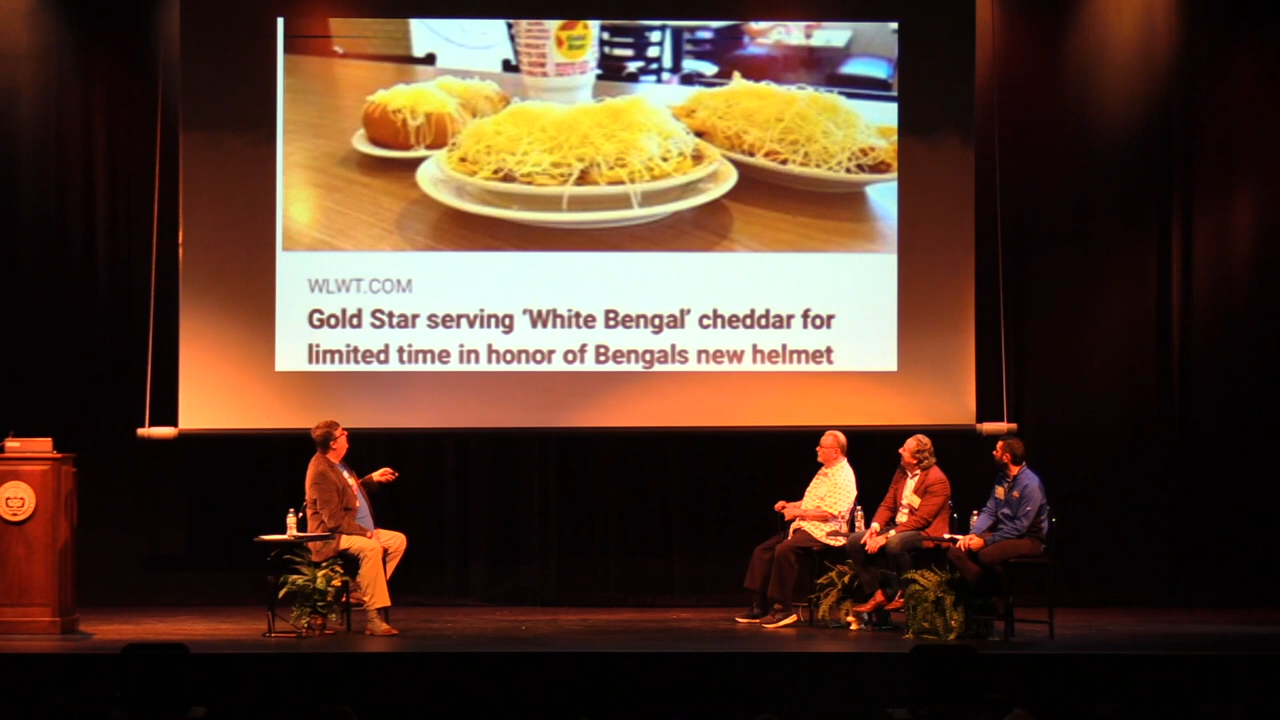 WLWT.COM
Gold Star serving ‘White Bengal’ cheddar for
limited time in honor of Bengals new helmet